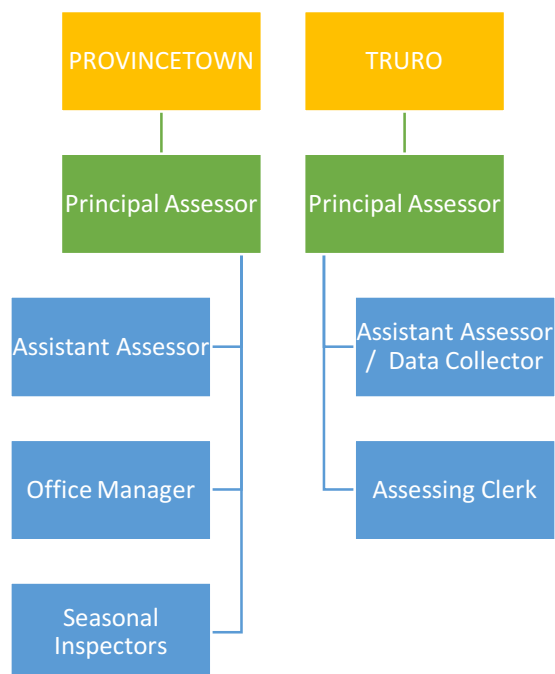 PROVINCETOWN
Principal Assessor
Assistant Assessor
Office Manager
Seasonal
Inspectors
TRURO
Principal Assessor
Assistant Assessor
/ Data Collector
Assessing Clerk